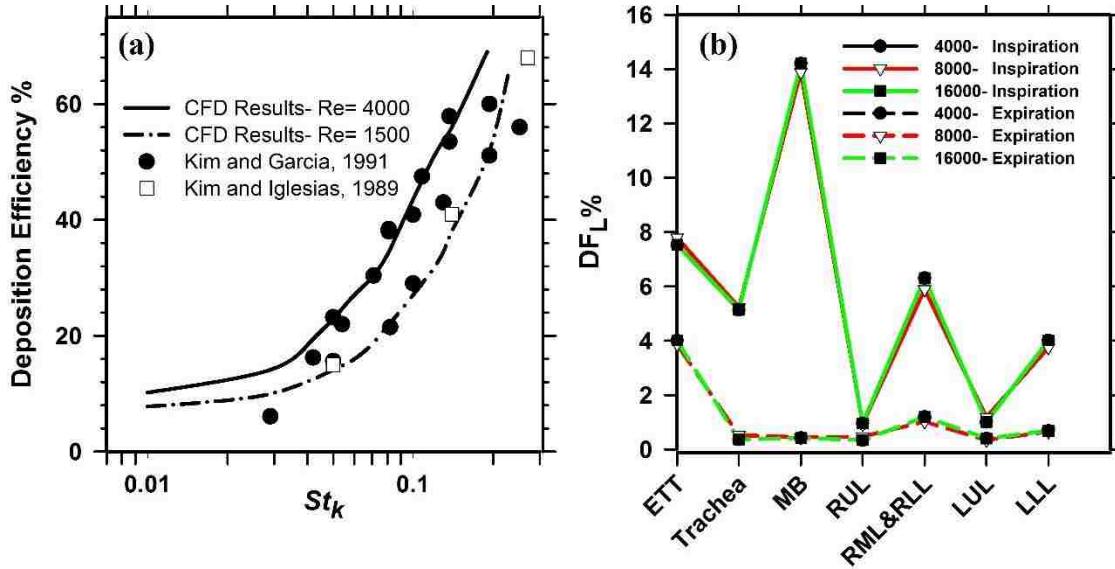 (a)
CFD Results- Re= 4000
CFD Results- Re= 1500
Kim and Garcia, 1991
Kim and Iglesias, 1989
Deposition Efficiency %
60
40
20
0
0.01
0.1
Stk
(b)
4000- Inspiration
8000- Inspiration
16000- Inspiration
4000- Expiration
8000- Expiration
16000- Expiration
DFL%
16
14
12
10
8
6
4
2
0
ETT
Trachea
MB
RUL
RML&RLL
LUL
LLL